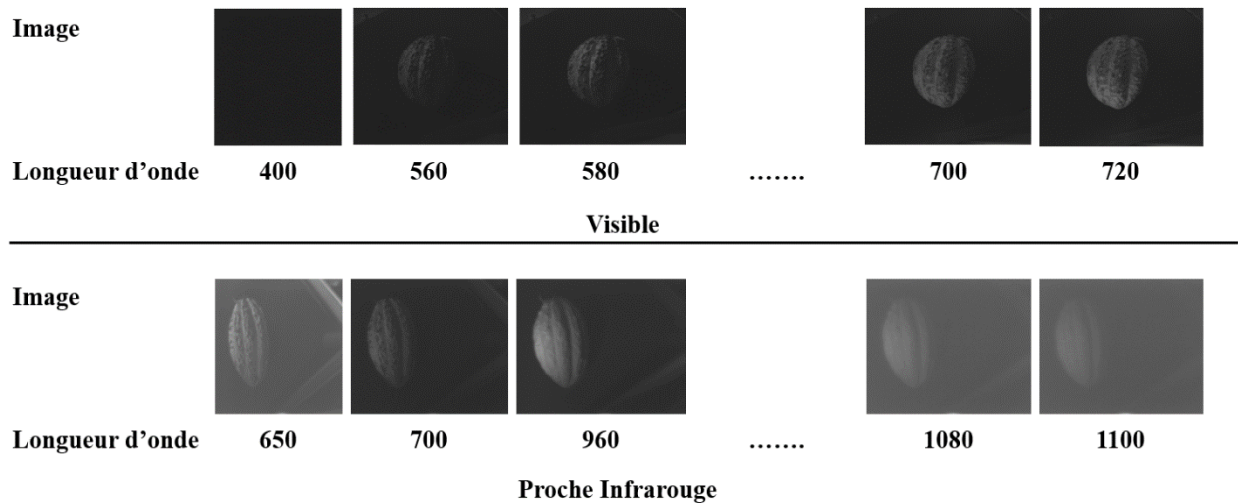 Image
Longueur d’onde 400 560 580 ……. 700 720
Visible
Image
Longueur d’onde 650 700 960 ……. 1080 1100
Proche Infrarouge